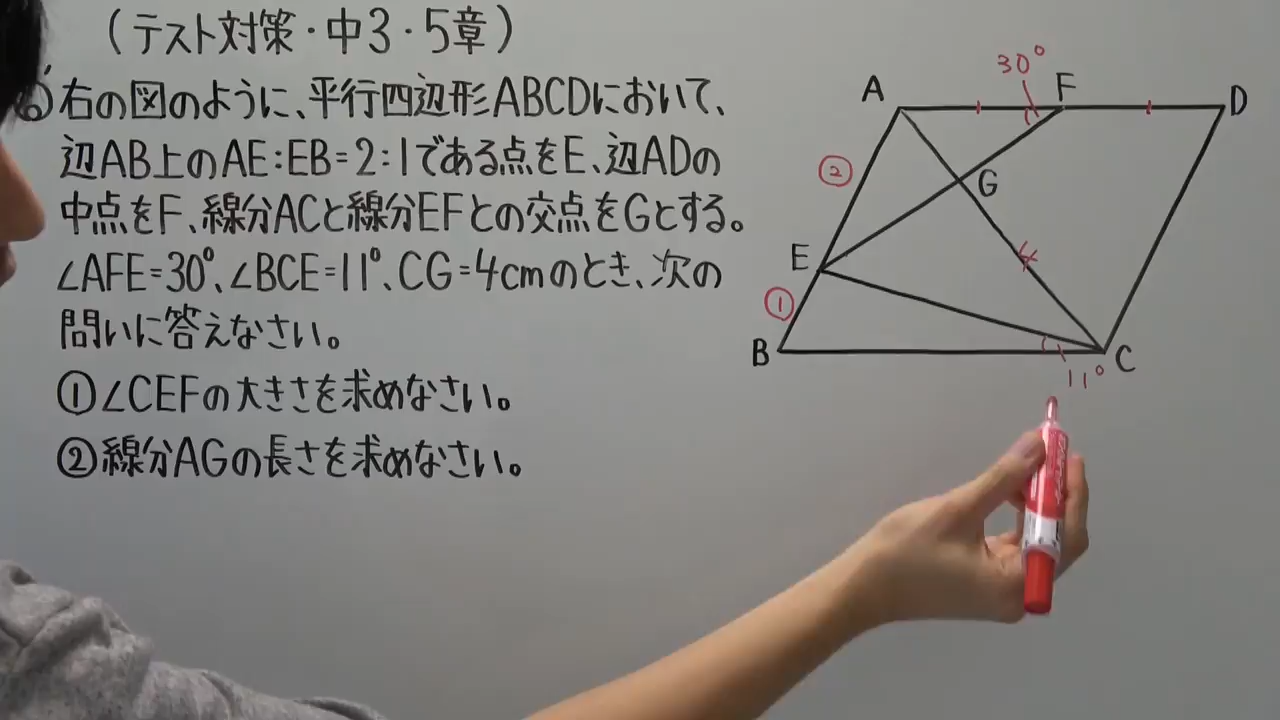 (テスト対策・中3・5章)
⑥右の図のように、平行四辺形ABCDにおいて、
辺AB上のAE:EB=2:1である点をE、辺ADの
中点をF、線分ACと線分EFとの交点をGとする。
∠AFE=30°、∠BCE=11°、CG=4cmのとき、次の
問いに答えなさい。
①∠CEFの大きさを求めなさい。
②線分AGの長さを求めなさい。
30°
A
F
D
②
G
E
①
B
C
11°